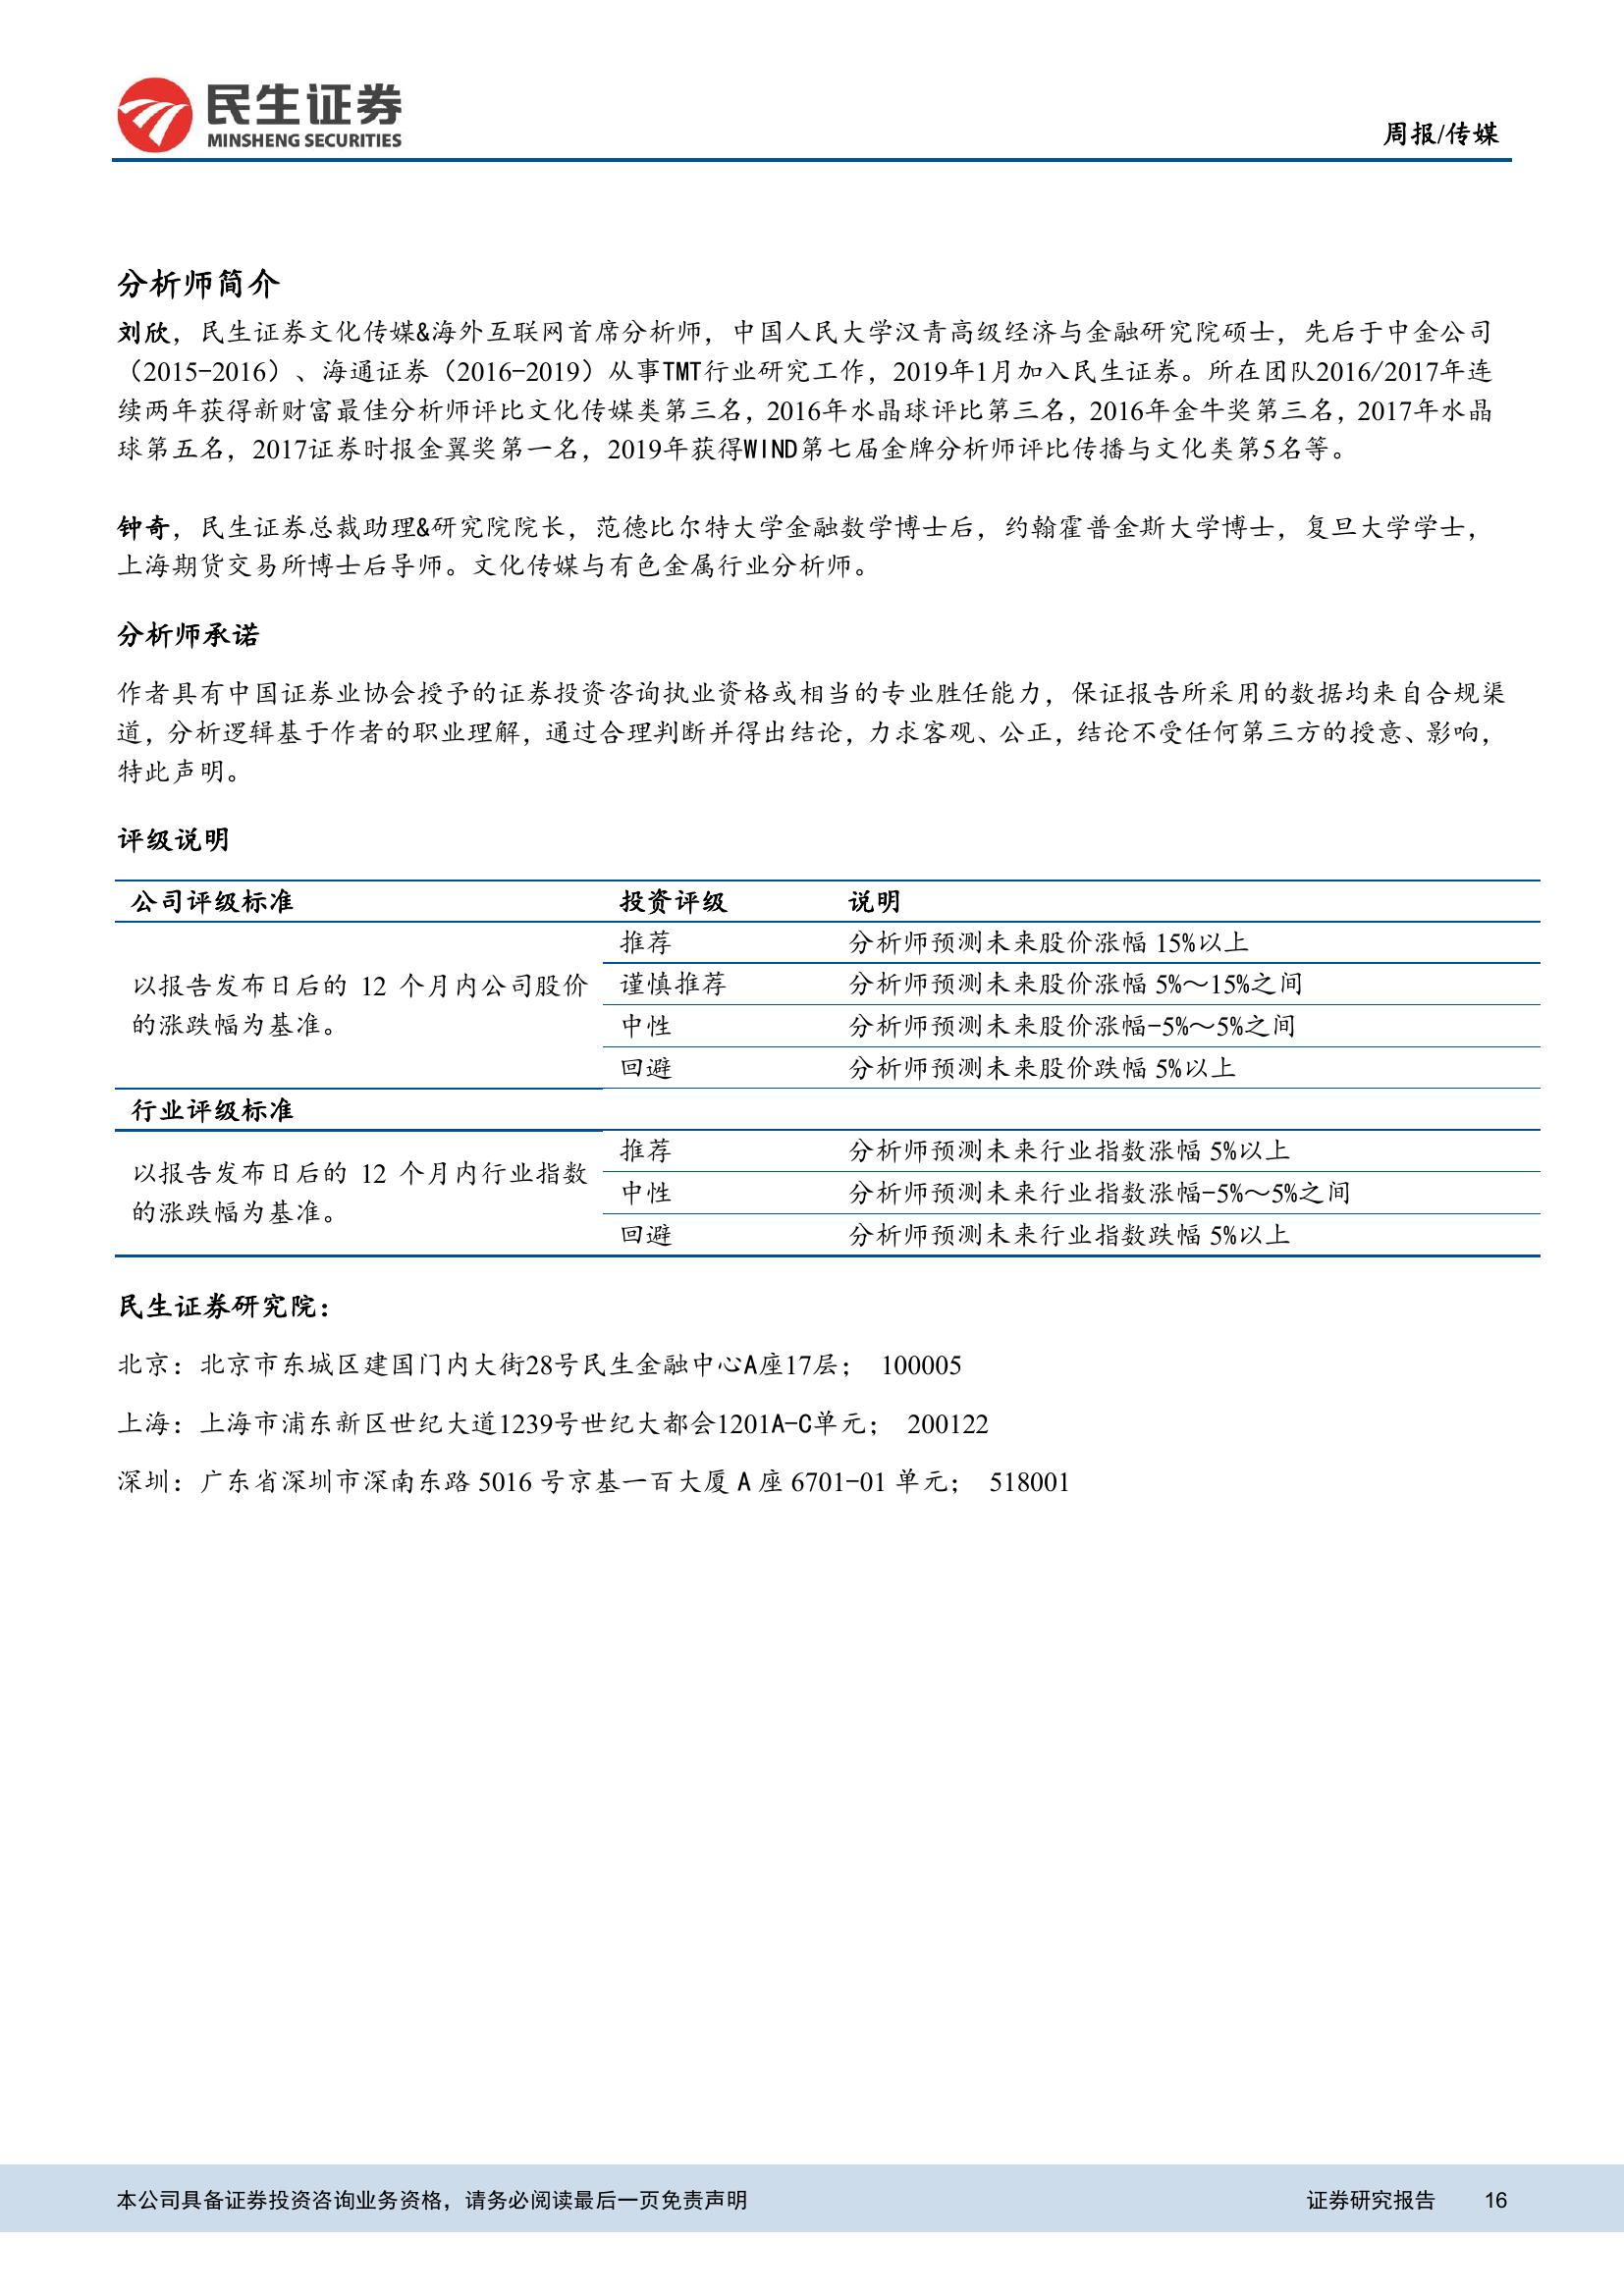 民生证券
MINSHENG SECURITIES
周报/传媒
分析师简介
刘欣，民生证券文化传媒&海外互联网首席分析师，中国人民大学汉青高级经济与金融研究院硕士，先后于中金公司
（2015-2016）、海通证券（2016-2019）从事TMT行业研究工作，2019年1月加入民生证券。所在团队2016/2017年连
续两年获得新财富最佳分析师评比文化传媒类第三名，2016年水晶球评比第三名，2016年金牛奖第三名，2017年水晶
球第五名，2017证券时报金翼奖第一名，2019年获得WIND第七届金牌分析师评比传播与文化类第5名等。
钟奇，民生证券总裁助理&研究院院长，范德比尔特大学金融数学博士后，约翰霍普金斯大学博士，复旦大学学士，
上海期货交易所博士后导师。文化传媒与有色金属行业分析师。
分析师承诺
作者具有中国证券业协会授予的证券投资咨询执业资格或相当的专业胜任能力，保证报告所采用的数据均来自合规渠
道，分析逻辑基于作者的职业理解，通过合理判断并得出结论，力求客观、公正，结论不受任何第三方的授意、影响，
特此声明。
评级说明
公司评级标准 投资评级 说明
以报告发布日后的 12 个月内公司股价
的涨跌幅为基准。
推荐 分析师预测未来股价涨幅 15%以上
谨慎推荐 分析师预测未来股价涨幅 5%～15%之间
中性 分析师预测未来股价涨幅-5%～5%之间
回避 分析师预测未来股价跌幅 5%以上
行业评级标准
以报告发布日后的 12 个月内行业指数
的涨跌幅为基准。
推荐 分析师预测未来行业指数涨幅 5%以上
中性 分析师预测未来行业指数涨幅-5%～5%之间
回避 分析师预测未来行业指数跌幅 5%以上
民生证券研究院：
北京：北京市东城区建国门内大街28号民生金融中心A座17层； 100005
上海：上海市浦东新区世纪大道1239号世纪大都会1201A-C单元； 200122
深圳：广东省深圳市深南东路 5016 号京基一百大厦 A 座 6701-01 单元； 518001
本公司具备证券投资咨询业务资格，请务必阅读最后一页免责声明 证券研究报告 16